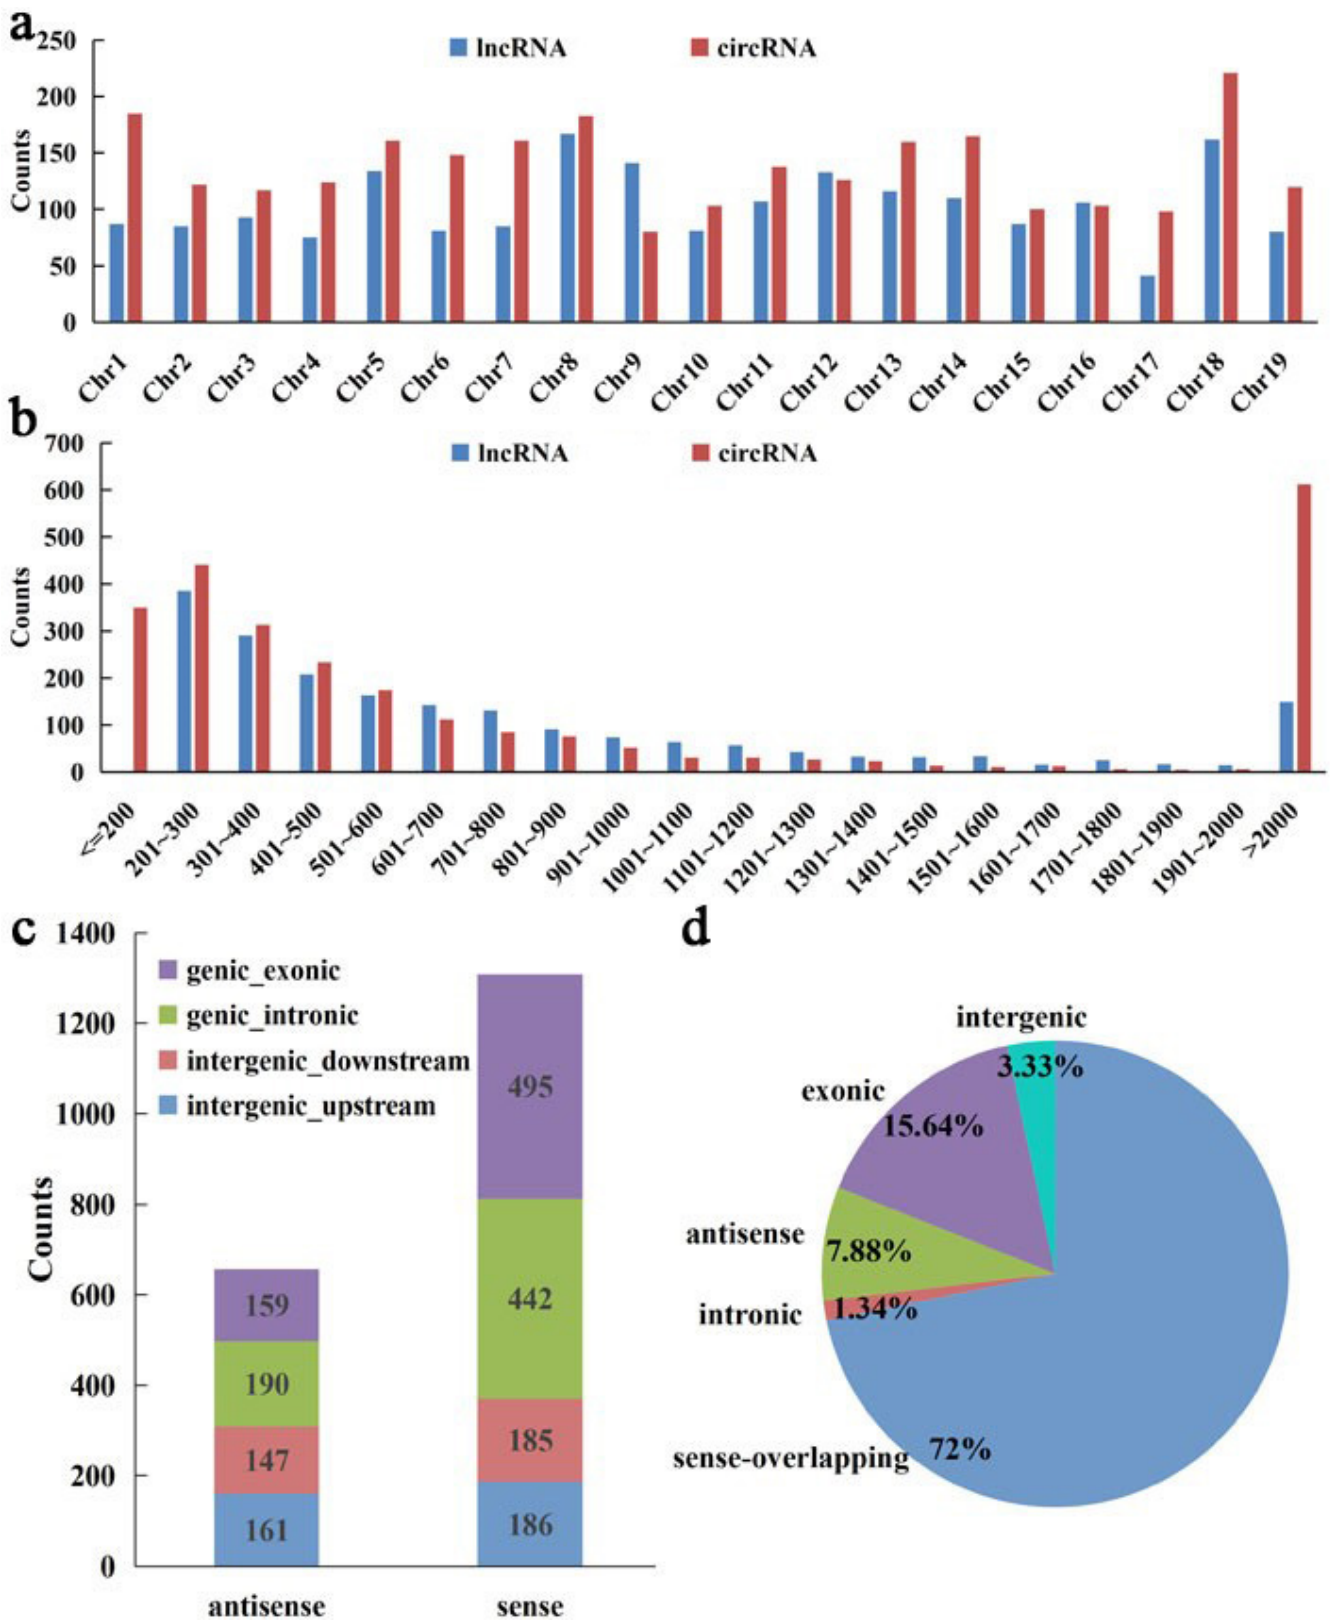 a
250
200
150
100
50
0
Counts
lncRNA
circRNA
Chr1
Chr2
Chr3
Chr4
Chr5
Chr6
Chr7
Chr8
Chr9
Chr10
Chr11
Chr12
Chr13
Chr14
Chr15
Chr16
Chr17
Chr18
Chr19
b
700
600
500
400
300
200
100
0
Counts
lncRNA
circRNA
<=200
201~300
301~400
401~500
501~600
601~700
701~800
801~900
901~1000
1001~1100
1101~1200
1201~1300
1301~1400
1401~1500
1501~1600
1601~1700
1701~1800
1801~1900
1901~2000
>2000
c
1400
1200
1000
800
600
400
200
0
Counts
genic_exonic
genic_intronic
intergenic_downstream
intergenic_upstream
159
190
147
161
495
442
185
186
antisense
sense
d
intergenic
3.33%
exonic
15.64%
antisense
7.88%
intronic
1.34%
sense-overlapping
72%